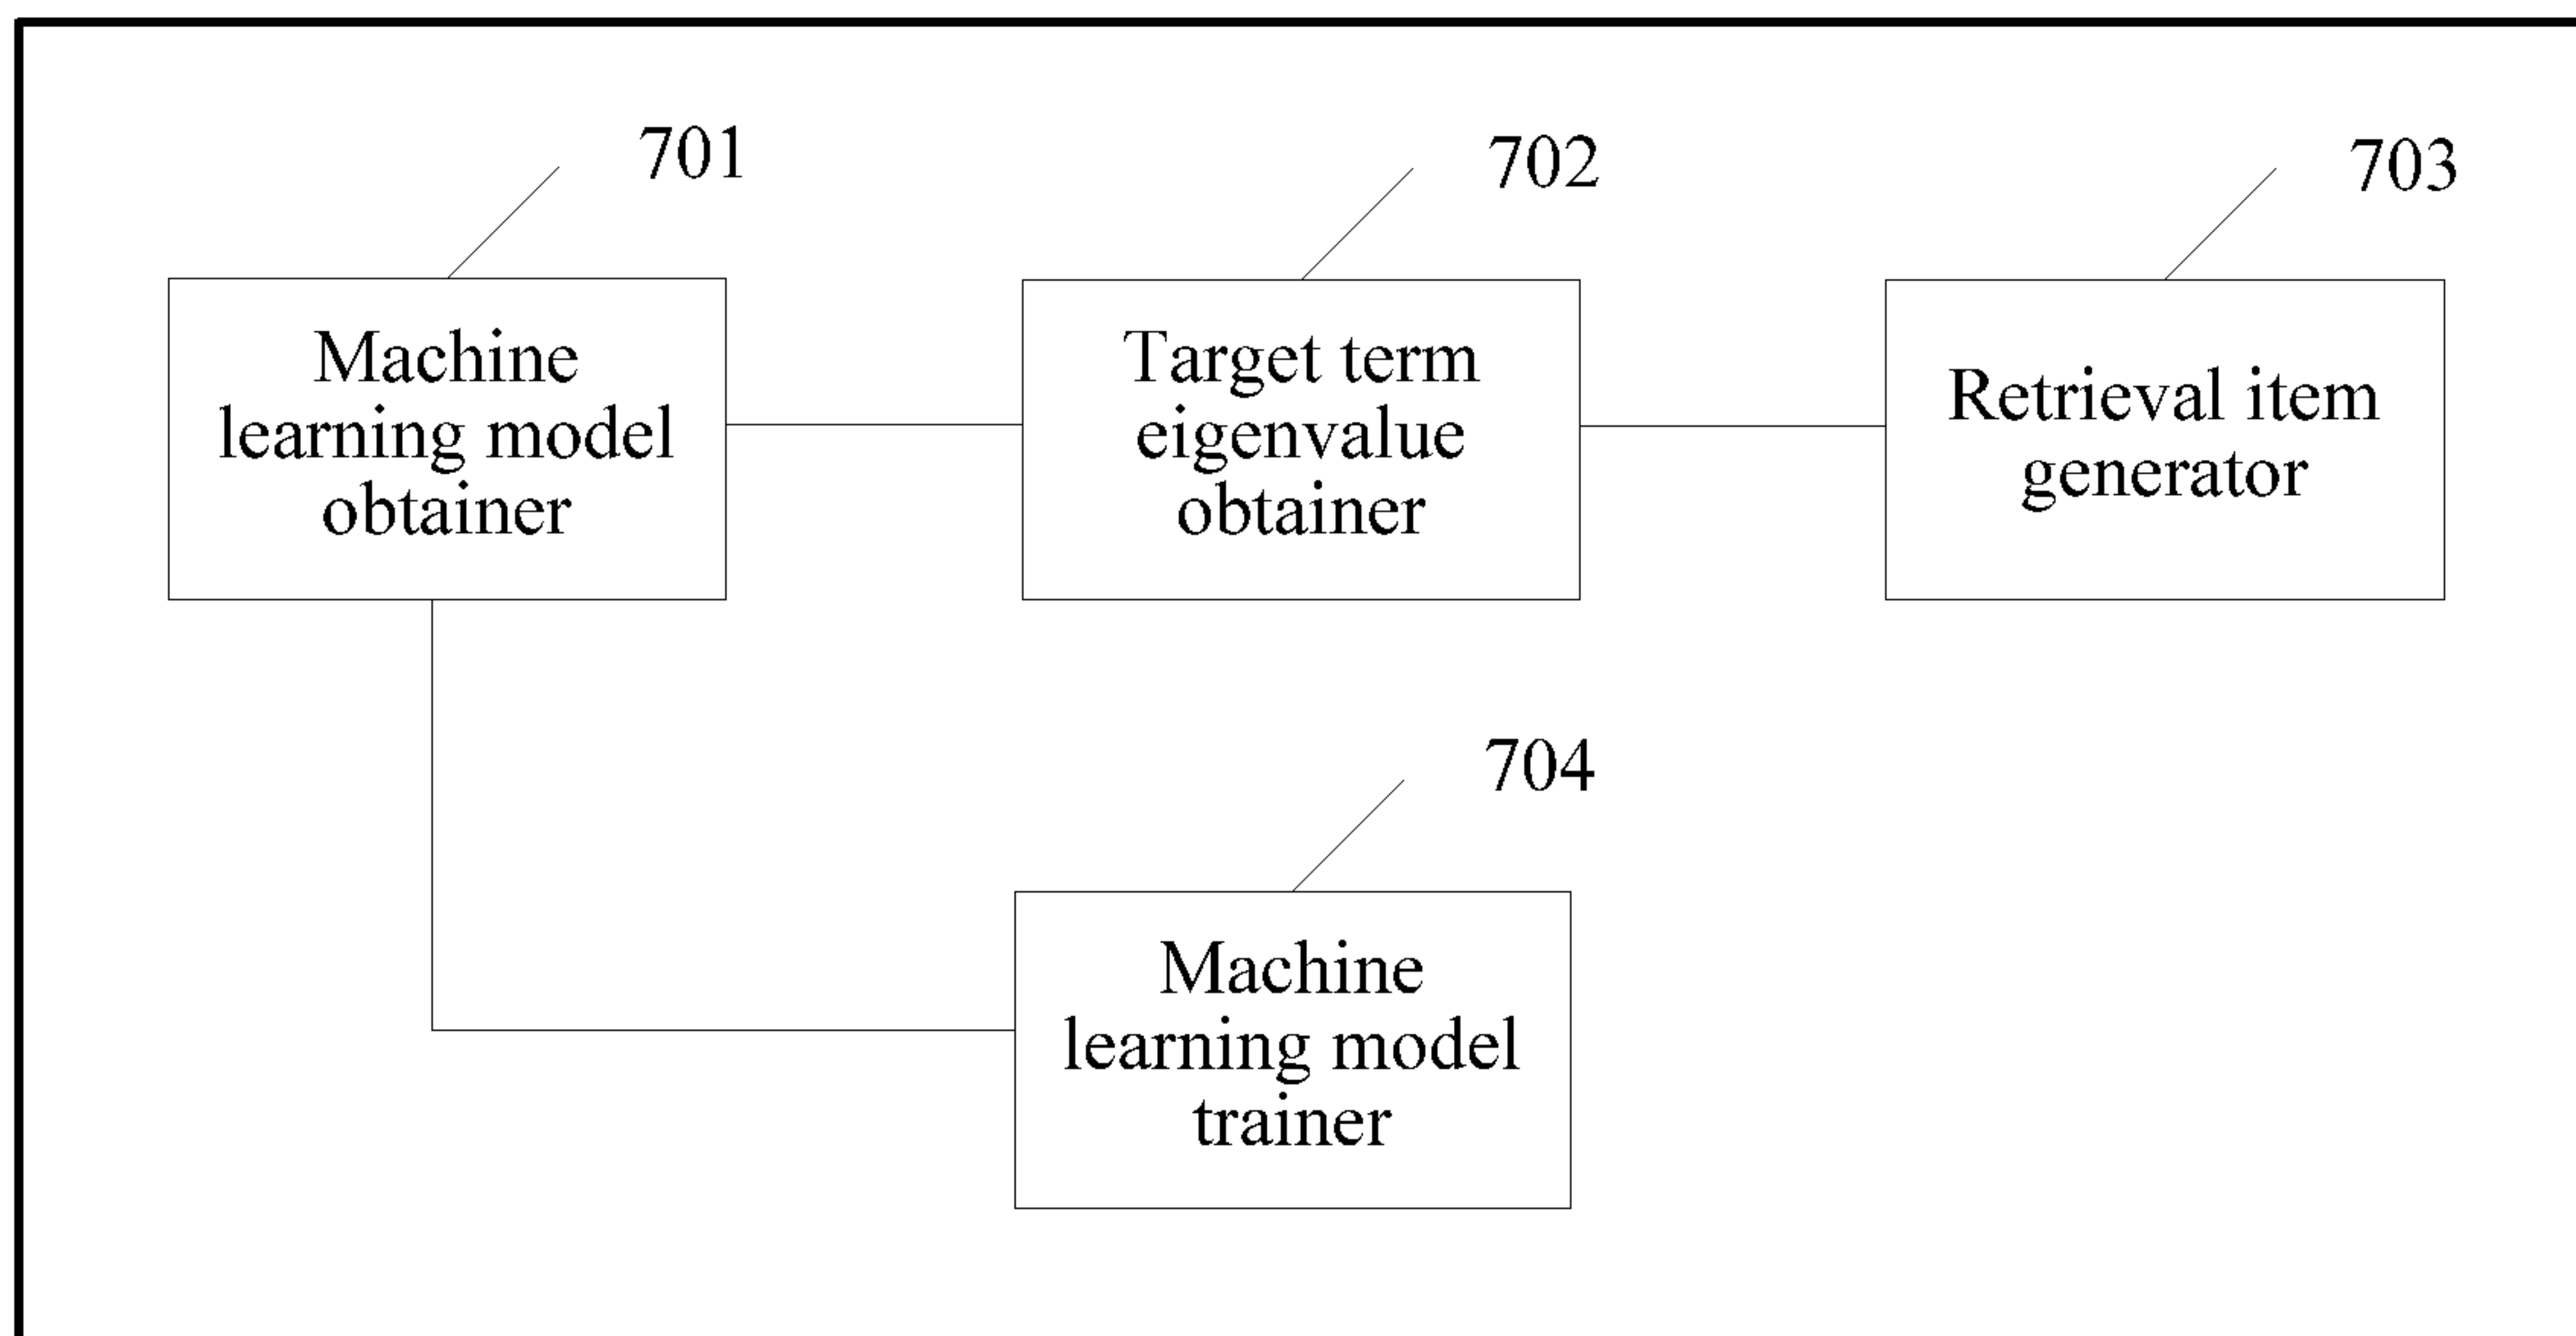 701
Machine
learning model
obtainer
702
Target term
eigenvalue
obtainer
703
Retrieval item
generator
704
Machine
learning model
trainer